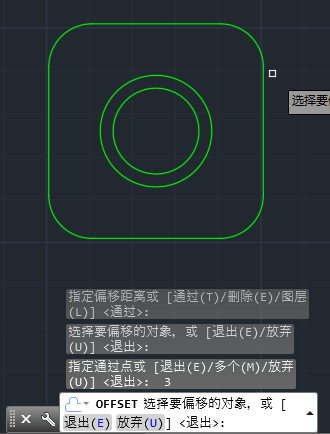 选择要偏
指定偏移距离或 [通过(T)/删除(E)/图层
(L)] <通过>:
选择要偏移的对象，或 [退出(E)/放弃
(U)] <退出>:
指定通过点或 [退出(E)/多个(M)/放弃
(U)] <退出>:  3
OFFSET 选择要偏移的对象，或 [
退出(E) 放弃(U)] <退出>: